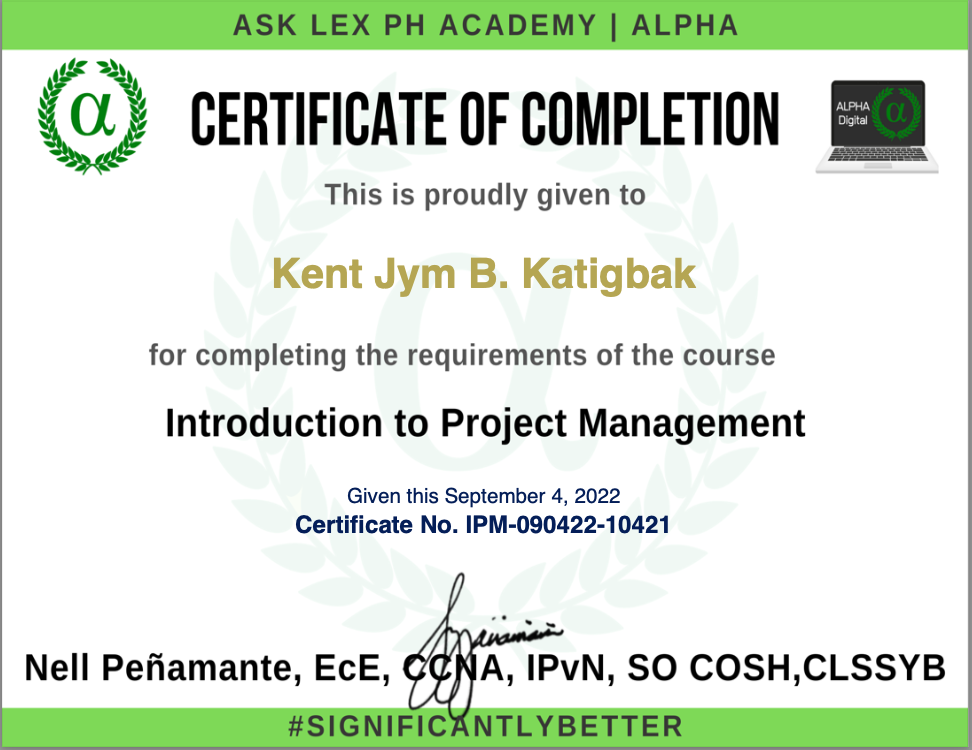 ASK LEX PH ACADEMY | ALPHA
α
CERTIFICATE OF COMPLETION
ALPHA
Digital
α
This is proudly given to
Kent Jym B. Katigbak
for completing the requirements of the course
Introduction to Project Management
Given this September 4, 2022
Certificate No. IPM-090422-10421
Nell Peñamante, EcE, CCNA, IPvN, SO COSH,CLSSYB
#SIGNIFICANTLYBETTER